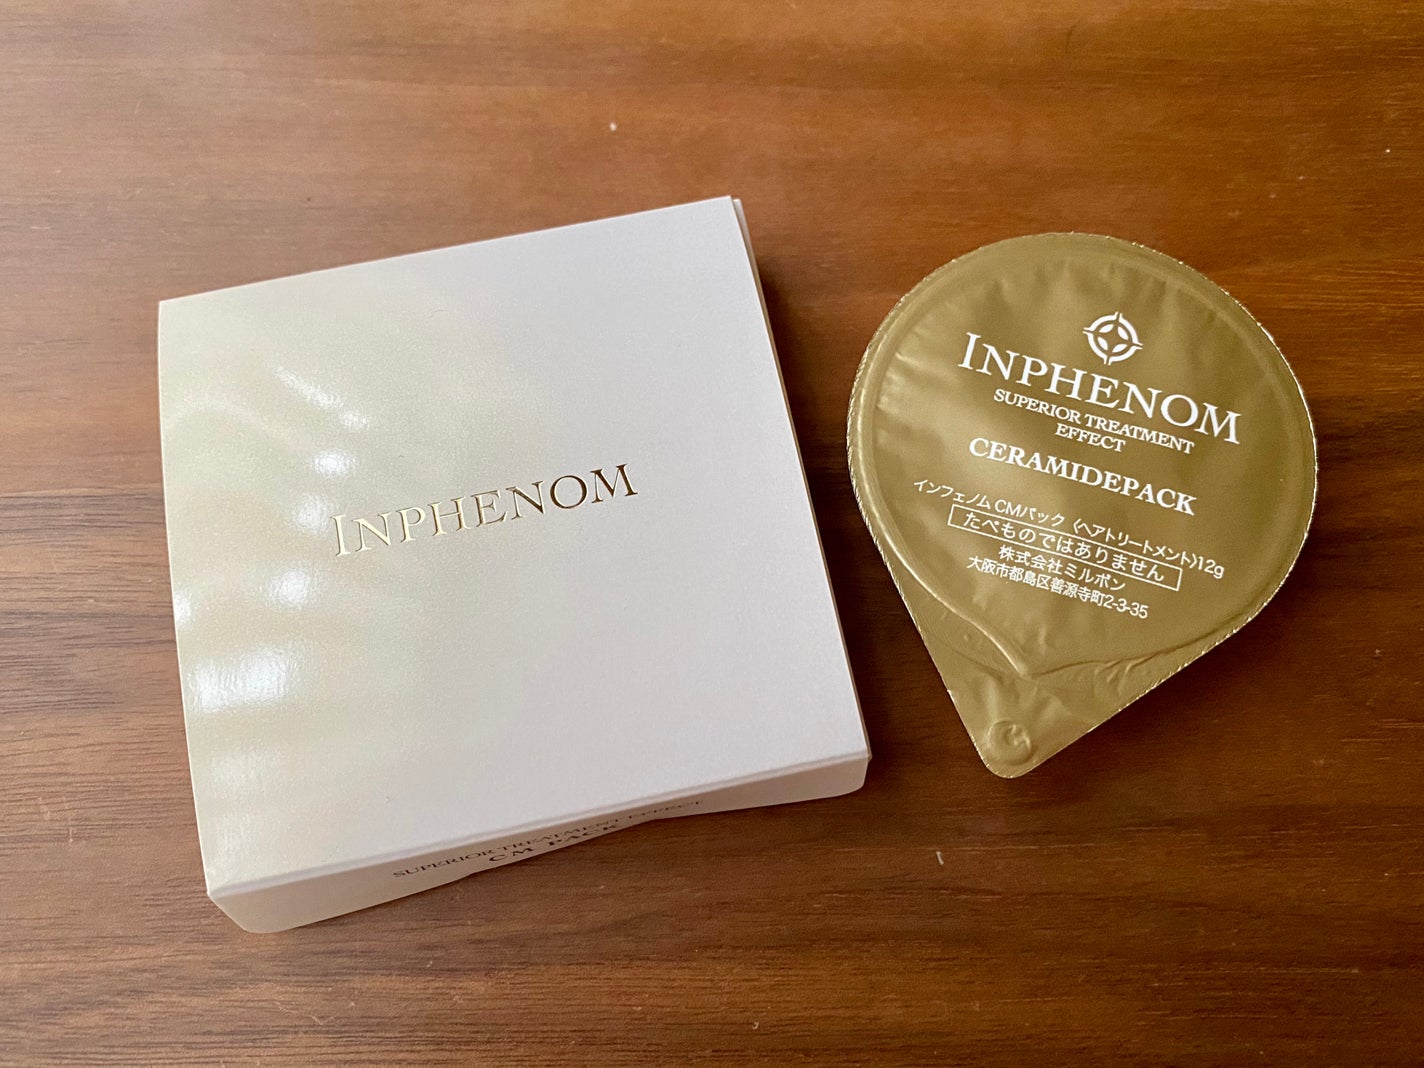 INPHENOM
SUPERIOR TREATMENT EFFECT
CM PACK
INPHENOM
SUPERIOR TREATMENT
EFFECT
CERAMIDEPACK
インフェノム CMパック 〈ヘアトリートメント〉12g
たべものではありません
株式会社ミルボン
大阪市都島区善源寺町2-3-35